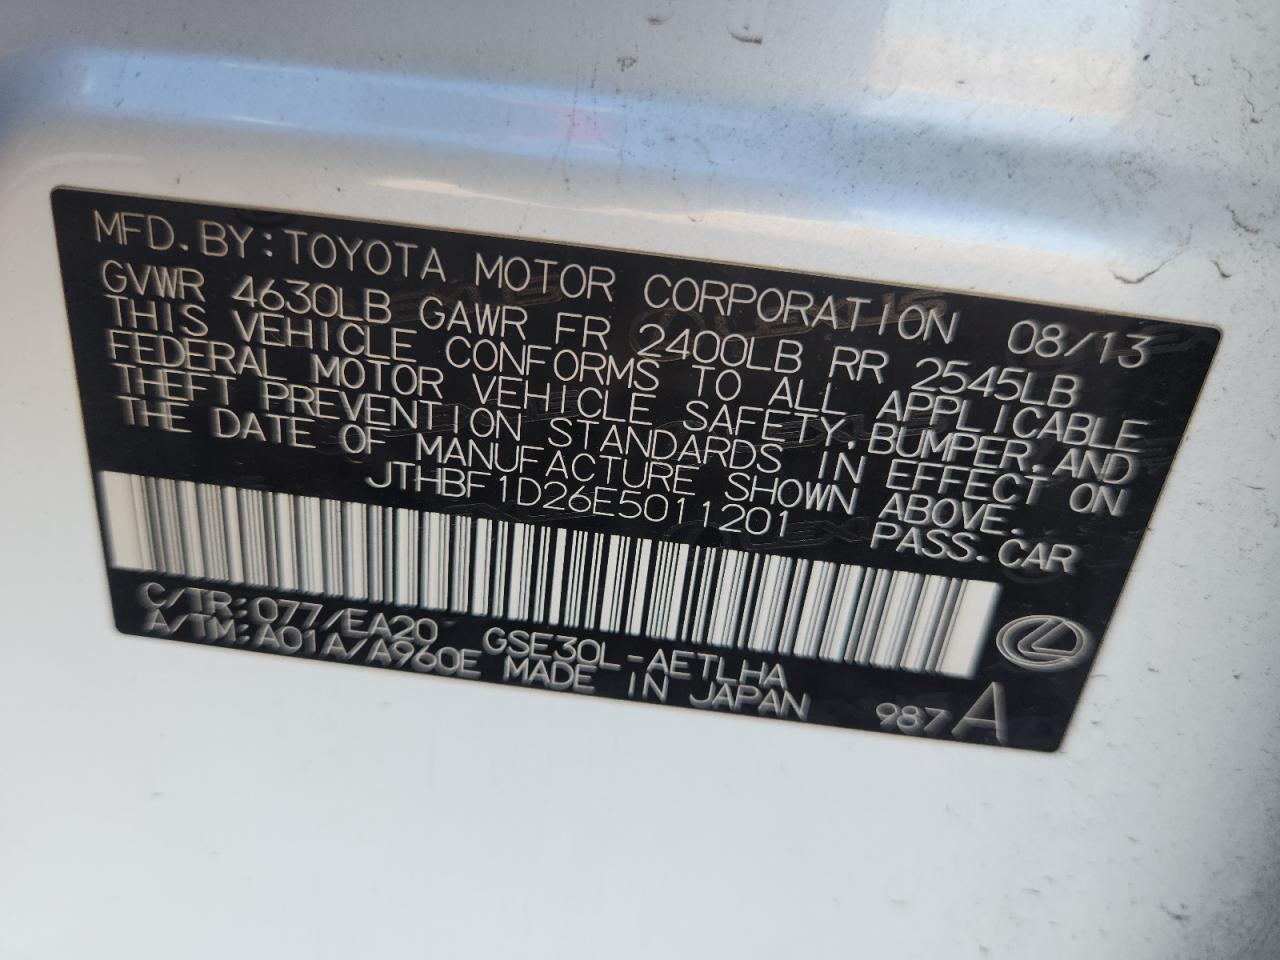 MFD.BY:TOYOTA MOTOR CORPORATION 08/13
GVWR 4630LB GAWR FR 2400LB RR 2545LB
THIS VEHICLE CONFORMS TO ALL APPLICABLE
FEDERAL MOTOR VEHICLE SAFETY,BUMPER,AND
THEFT PREVENTION STANDARDS IN EFFECT ON
THE DATE OF MANUFACTURE SHOWN ABOVE.
JTHBF1D26E5011201 PASS.CAR
C/TR:077/EA20 GSE30L-AETLHA
A/TM:A01A/A960E MADE IN JAPAN 987A